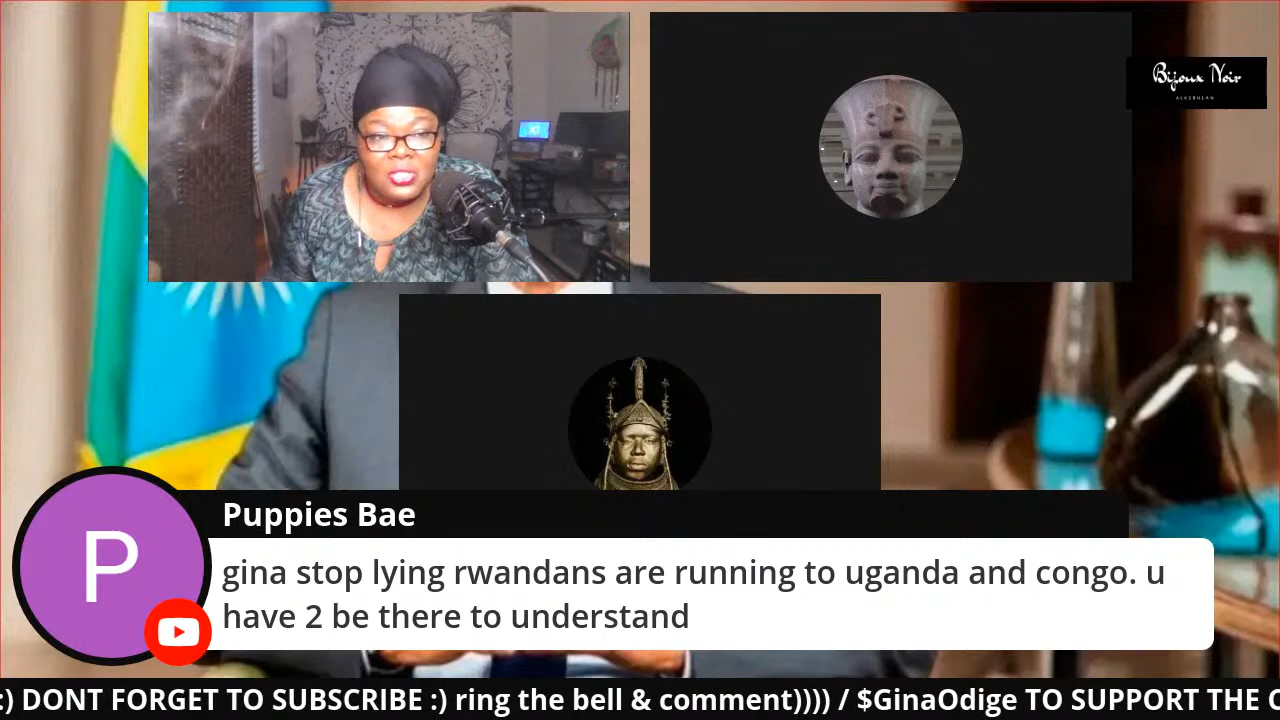 Bijoux Noir
ALKEBULAN
P
Puppies Bae
gina stop lying rwandans are running to uganda and congo. u
have 2 be there to understand
:) DONT FORGET TO SUBSCRIBE :) ring the bell & comment)))) / $GinaOdige TO SUPPORT THE C